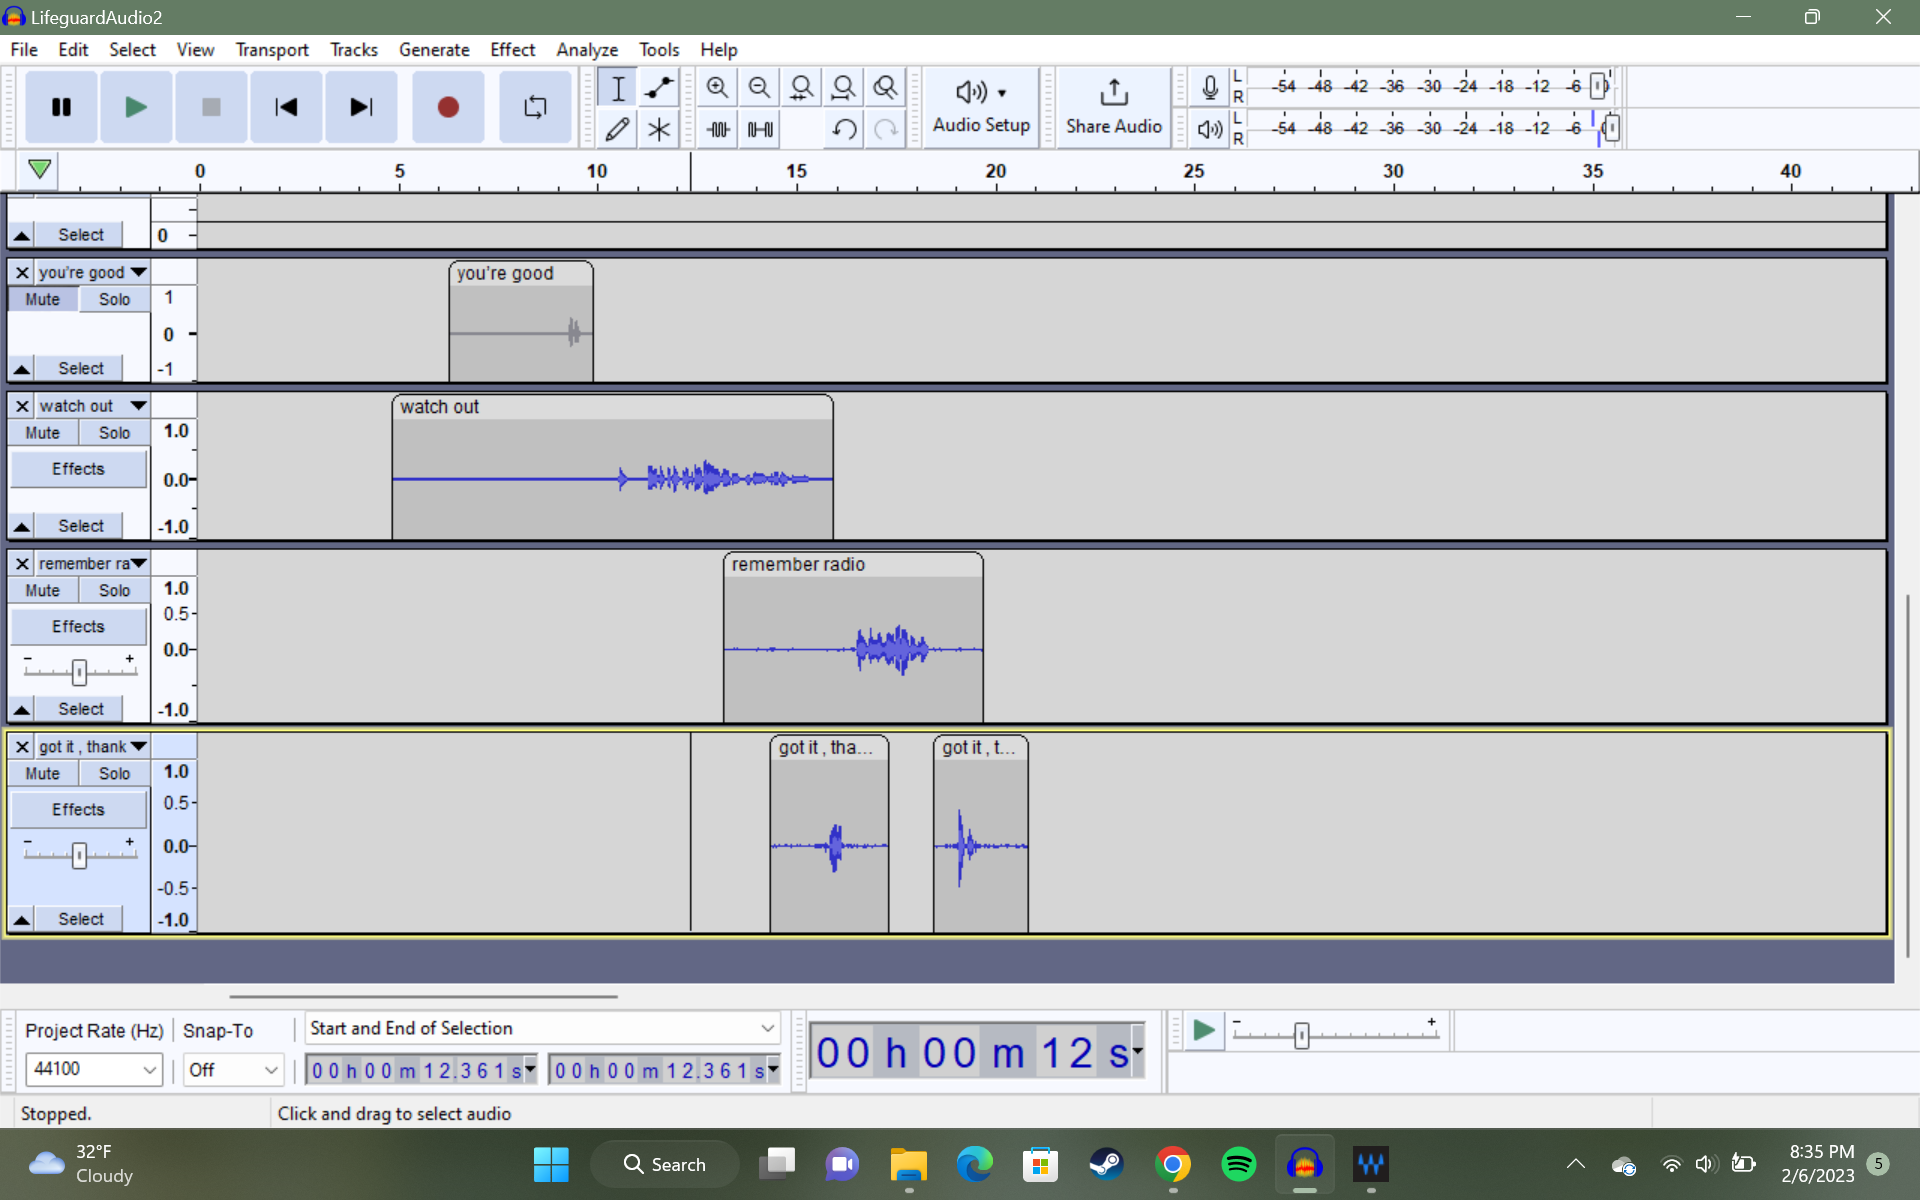 LifeguardAudio2
File Edit Select View Transport Tracks Generate Effect Analyze Tools Help
Audio Setup
Share Audio
L
R
-54 -48 -42 -36 -30 -24 -18 -12 -6
L
R
-54 -48 -42 -36 -30 -24 -18 -12 -6
0 5 10 15 20 25 30 35 40
Select
0
you're good
you're good
Mute Solo
1
0
-1
Select
watch out
watch out
Mute Solo
Effects
Select
1.0
0.0
-1.0
remember ra
remember radio
Mute Solo
Effects
- +
Select
1.0
0.5
0.0
-1.0
got it , thank
got it , tha...
got it , t...
Mute Solo
Effects
- +
Select
1.0
0.5
0.0
-0.5
-1.0
Project Rate (Hz) Snap-To
Start and End of Selection
44100
Off
00 h 00 m 12.361 s
00 h 00 m 12.361 s
00 h 00 m 12 s
- +
Stopped.
Click and drag to select audio
32°F
Cloudy
Search
8:35 PM
2/6/2023
5